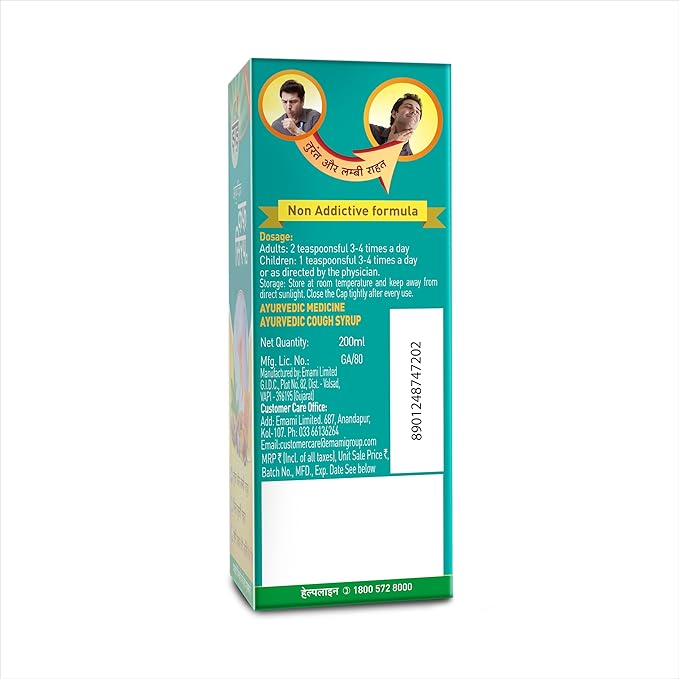 तुरंत और लम्बी राहत
Non Addictive formula
Dosage:
Adults: 2 teaspoonsful 3-4 times a day
Children: 1 teaspoonsful 3-4 times a day
or as directed by the physician.
Storage: Store at room temperature and keep away from
direct sunlight. Close the Cap tightly after every use.
AYURVEDIC MEDICINE
AYURVEDIC COUGH SYRUP
Net Quantity: 200ml
Mfg. Lic. No.: GA/80
Manufactured by: Emami Limited
G.I.D.C., Plot No. 82, Dist. - Valsad,
VAPI - 396195 (Gujarat)
Customer Care Office:
Add: Emami Limited. 687, Anandapur,
Kol-107. Ph: 033 66136264
Email:customercare@emamigroup.com
MRP ₹ (Incl. of all taxes), Unit Sale Price ₹,
Batch No., MFD., Exp. Date See below
8901248747202
हेल्पलाइन 1800 572 8000